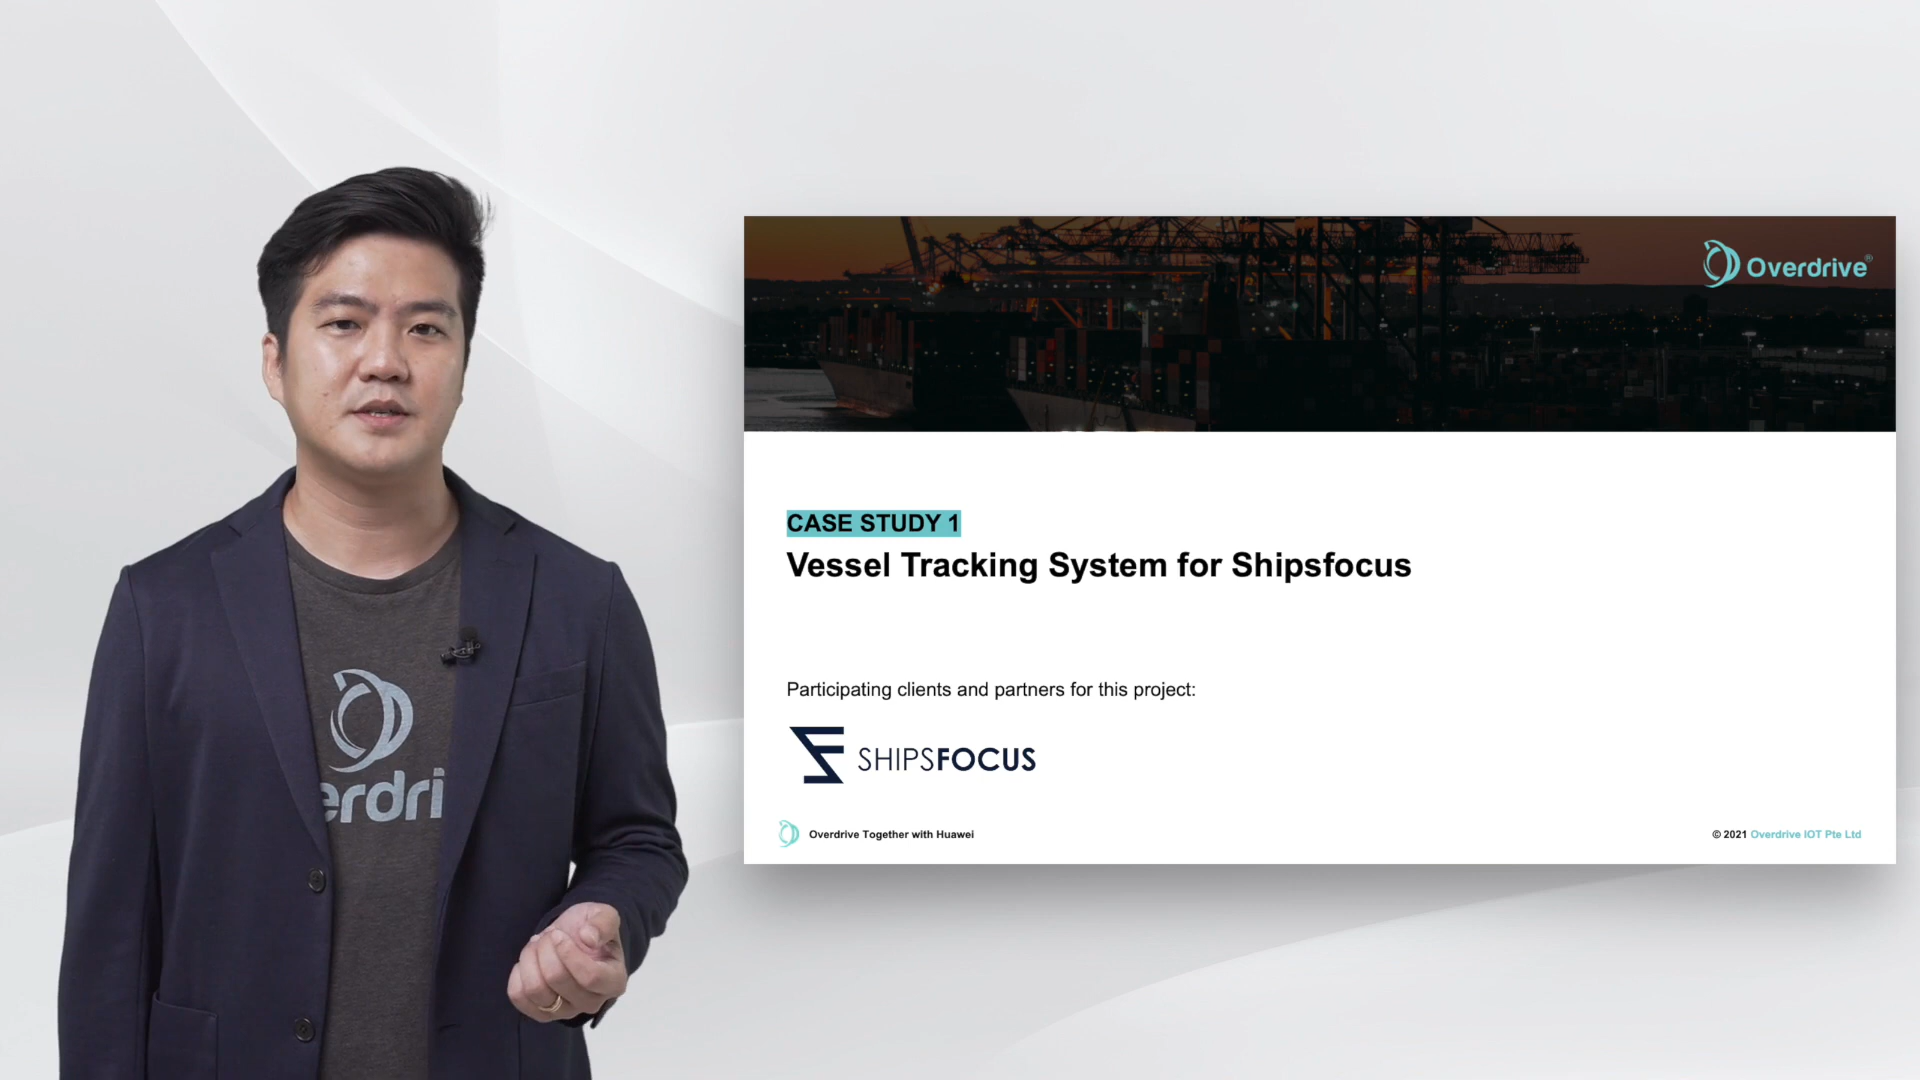 Overdrive®
CASE STUDY 1
Vessel Tracking System for Shipsfocus
Participating clients and partners for this project:
SHIPSFOCUS
Overdrive Together with Huawei
© 2021 Overdrive IOT Pte Ltd
erdri